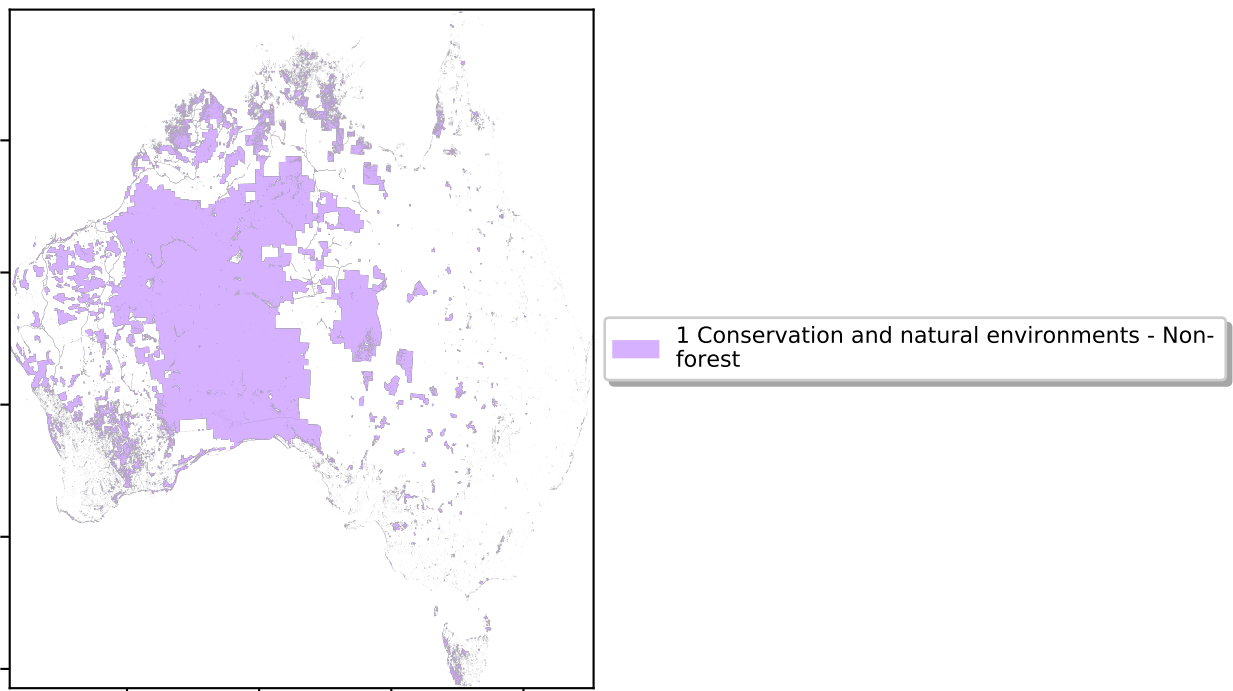 1 Conservation and natural environments - Non-
forest